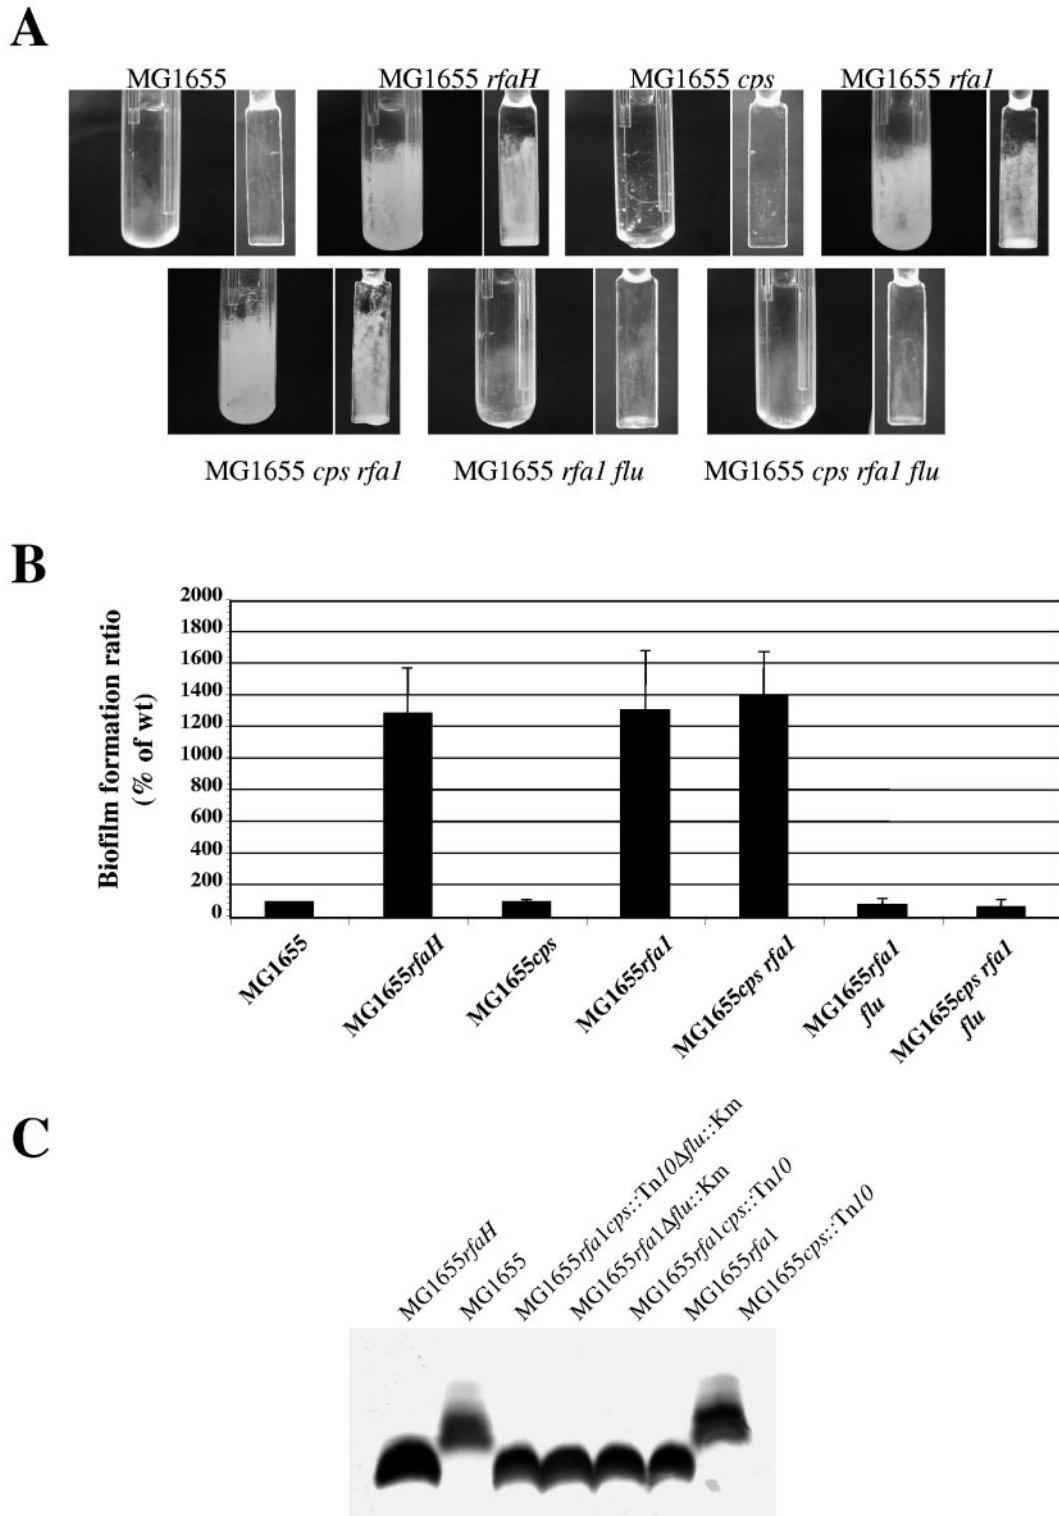 A
MG1655 MG1655 rfaH MG1655 cps MG1655 rfa1
MG1655 cps rfa1 MG1655 rfa1 flu MG1655 cps rfa1 flu
B
Biofilm formation ratio
(% of wt)
2000
1800
1600
1400
1200
1000
800
600
400
200
0
MG1655
MG1655rfaH
MG1655cps
MG1655rfa1
MG1655cps rfa1
MG1655rfa1
flu
MG1655cps rfa1
flu
C
MG1655rfaH
MG1655
MG1655rfa1cps::Tn10Δflu::Km
MG1655rfa1Δflu::Km
MG1655rfa1cps::Tn10
MG1655rfa1
MG1655cps::Tn10